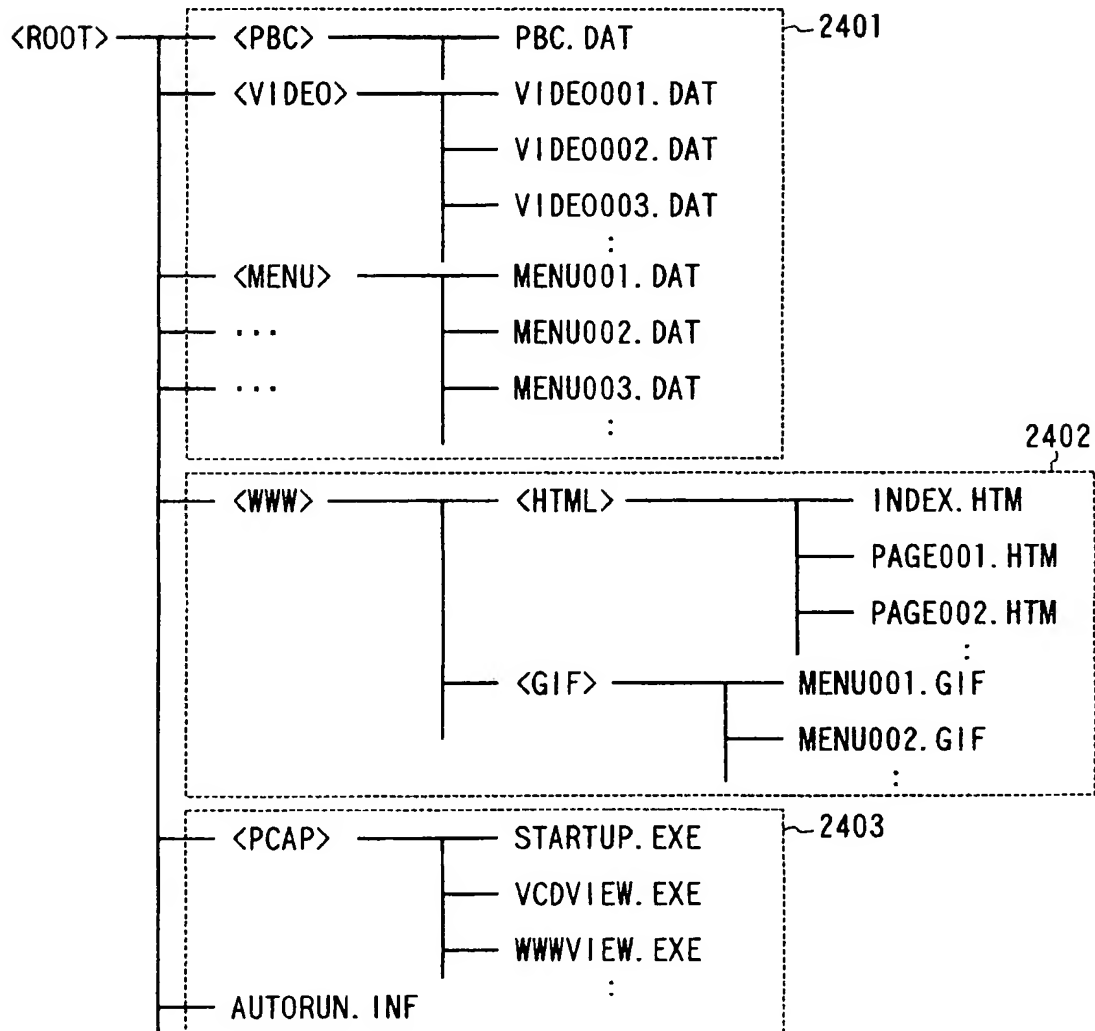 <ROOT> <PBC> PBC.DAT 2401
<VIDEO> VIDEO001.DAT
VIDEO002.DAT
VIDEO003.DAT
:
<MENU> MENU001.DAT
... MENU002.DAT
... MENU003.DAT
:
2402
<WWW> <HTML> INDEX.HTM
PAGE001.HTM
PAGE002.HTM
:
<GIF> MENU001.GIF
MENU002.GIF
:
<PCAP> STARTUP.EXE 2403
VCDVIEW.EXE
WWWVIEW.EXE
:
AUTORUN.INF